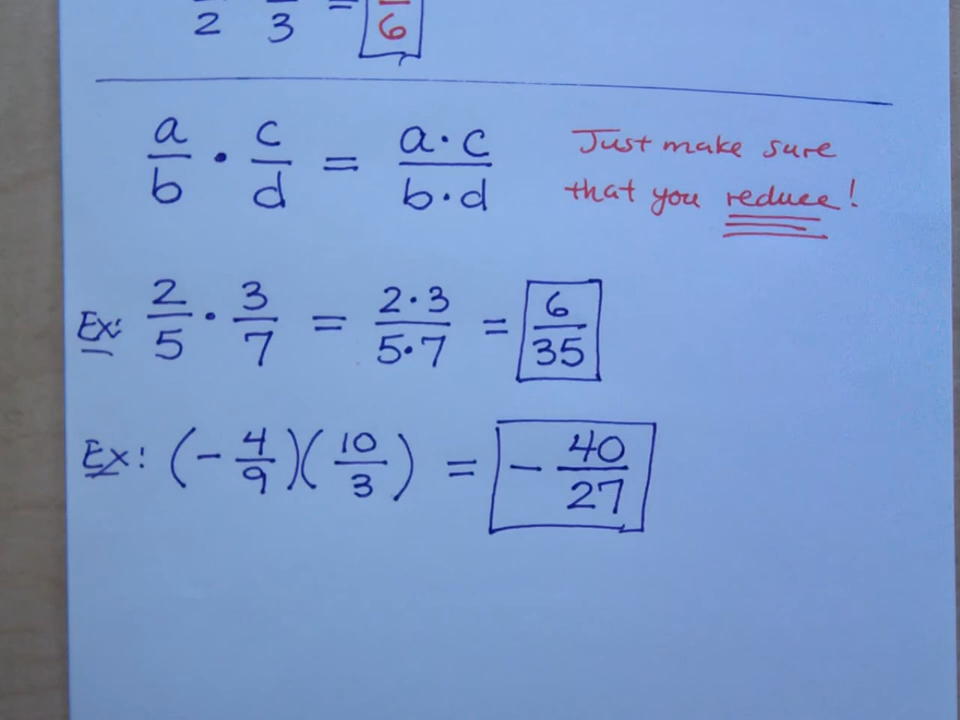 2 3 = 6
a/b · c/d = a·c/b·d
Just make sure
that you reduce!
Ex: 2/5 · 3/7 = 2·3/5·7 = 6/35
Ex: (-4/9)(10/3) = -40/27